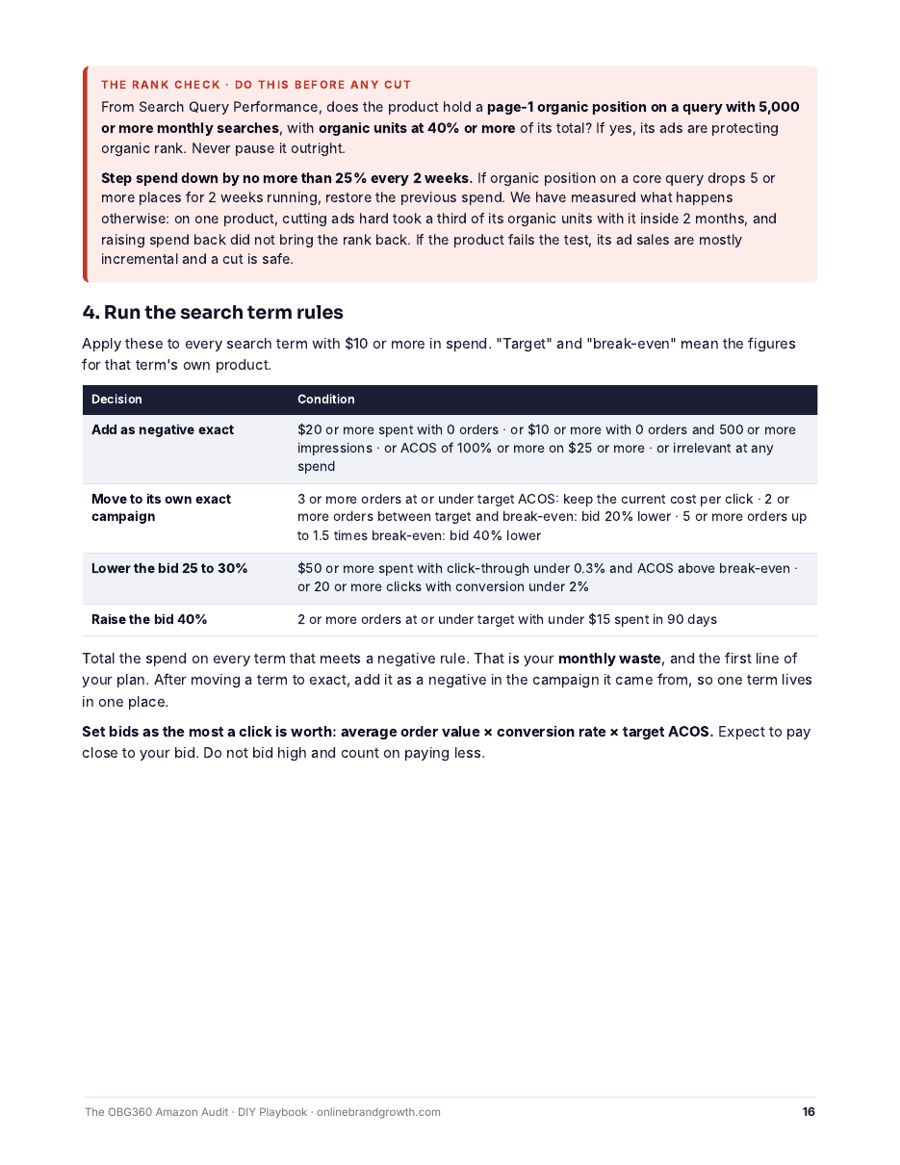 THE RANK CHECK · DO THIS BEFORE ANY CUT
From Search Query Performance, does the product hold a page-1 organic position on a query with 5,000
or more monthly searches, with organic units at 40% or more of its total? If yes, its ads are protecting
organic rank. Never pause it outright.
Step spend down by no more than 25% every 2 weeks. If organic position on a core query drops 5 or
more places for 2 weeks running, restore the previous spend. We have measured what happens
otherwise: on one product, cutting ads hard took a third of its organic units with it inside 2 months, and
raising spend back did not bring the rank back. If the product fails the test, its ad sales are mostly
incremental and a cut is safe.
4. Run the search term rules
Apply these to every search term with $10 or more in spend. "Target" and "break-even" mean the figures
for that term's own product.
Decision Condition
Add as negative exact $20 or more spent with 0 orders · or $10 or more with 0 orders and 500 or more
impressions · or ACOS of 100% or more on $25 or more · or irrelevant at any
spend
Move to its own exact 3 or more orders at or under target ACOS: keep the current cost per click · 2 or
campaign more orders between target and break-even: bid 20% lower · 5 or more orders up
to 1.5 times break-even: bid 40% lower
Lower the bid 25 to 30% $50 or more spent with click-through under 0.3% and ACOS above break-even ·
or 20 or more clicks with conversion under 2%
Raise the bid 40% 2 or more orders at or under target with under $15 spent in 90 days
Total the spend on every term that meets a negative rule. That is your monthly waste, and the first line of
your plan. After moving a term to exact, add it as a negative in the campaign it came from, so one term lives
in one place.
Set bids as the most a click is worth: average order value × conversion rate × target ACOS. Expect to pay
close to your bid. Do not bid high and count on paying less.
The OBG360 Amazon Audit · DIY Playbook · onlinebrandgrowth.com 16